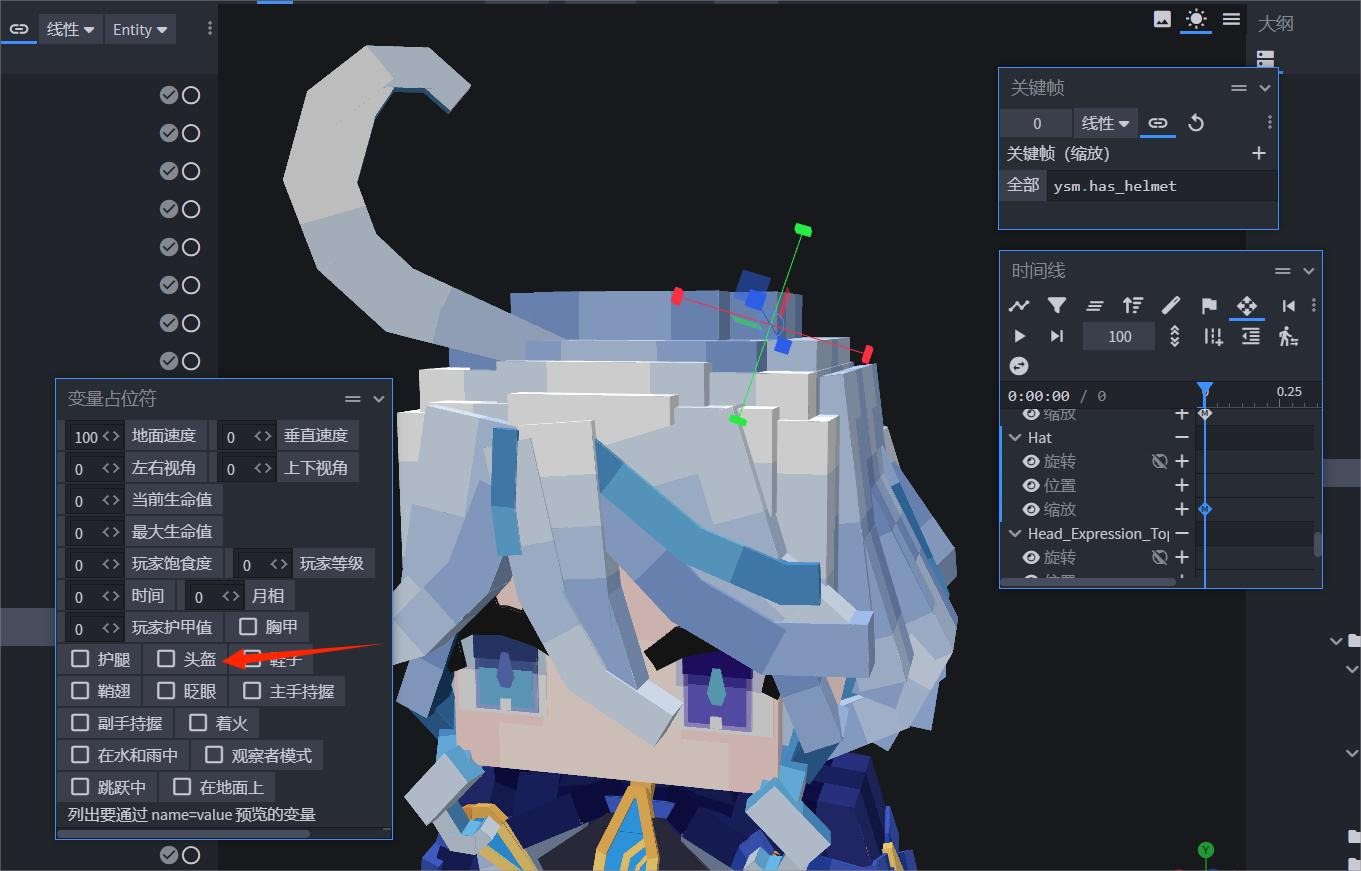 线性 Entity
大纲
关键帧
0 线性
关键帧（缩放）
全部 ysm.has_helmet
时间线
100
0:00:00 / 0
0 0.25
缩放
Hat
旋转
位置
缩放
Head_Expression_To
旋转
变量占位符
100 地面速度 0 垂直速度
0 左右视角 0 上下视角
0 当前生命值
0 最大生命值
0 玩家饱食度 0 玩家等级
0 时间 0 月相
0 玩家护甲值 胸甲
护腿 头盔 鞋子
鞘翅 眨眼 主手持握
副手持握 着火
在水和雨中 观察者模式
跳跃中 在地面上
列出要通过 name=value 预览的变量
Y